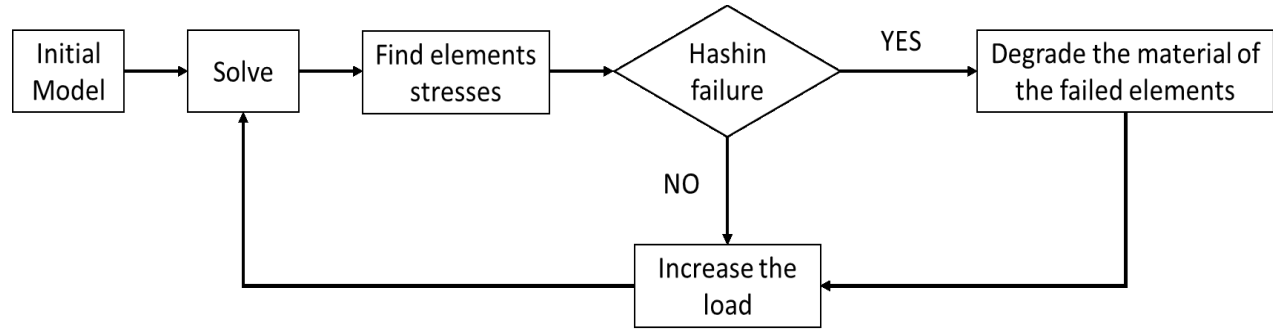 Initial
Model
Solve
Find elements
stresses
Hashin
failure
YES
Degrade the material of
the failed elements
NO
Increase the
load